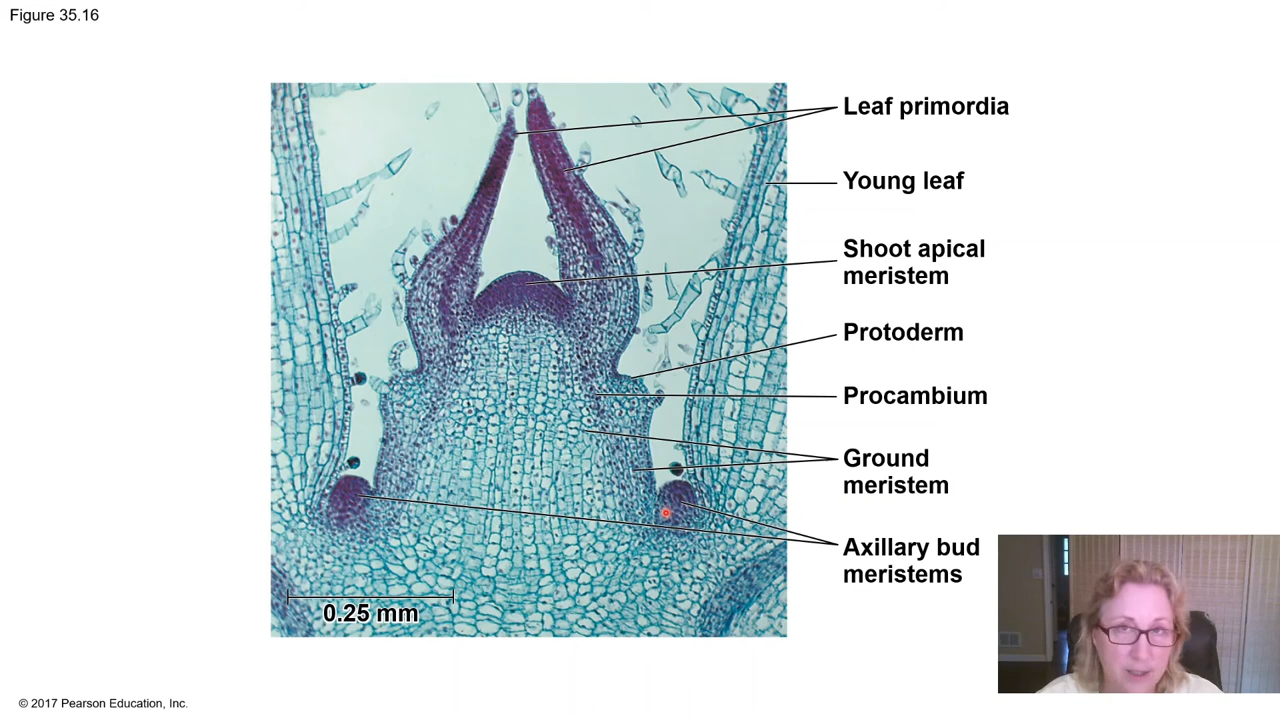 Figure 35.16
Leaf primordia
Young leaf
Shoot apical
meristem
Protoderm
Procambium
Ground
meristem
Axillary bud
meristems
0.25 mm
© 2017 Pearson Education, Inc.